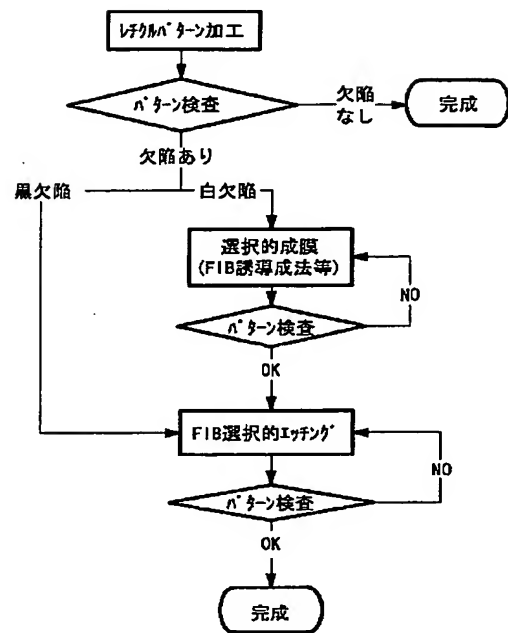 レチクルパターン加工
パターン検査
欠陥
なし
完成
欠陥あり
黒欠陥
白欠陥
選択的成膜
(FIB誘導成法等)
NO
パターン検査
OK
FIB選択的エッチング
NO
パターン検査
OK
完成